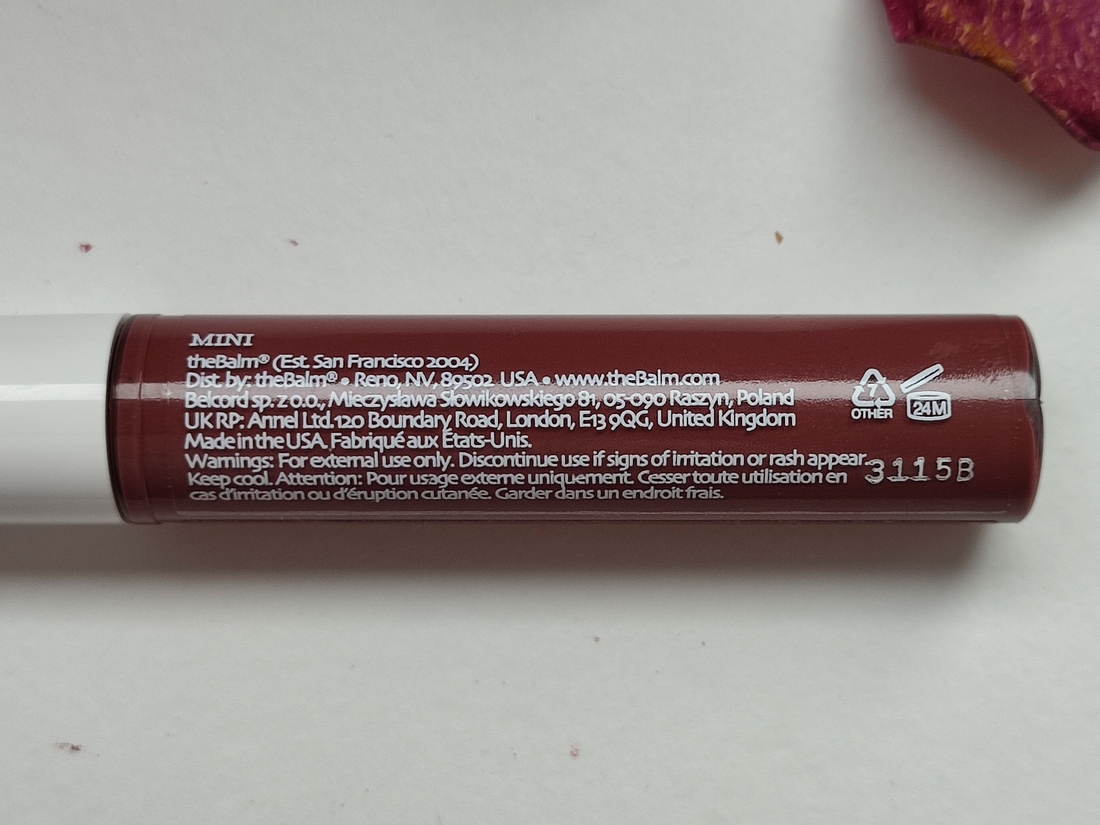 MINI
theBalm® (Est. San Francisco 2004)
Dist. by: theBalm® • Reno, NV, 89502 USA • www.theBalm.com
Belcord sp. z o.o., Mieczysława Słowikowskiego 81, 05-090 Raszyn, Poland
UK RP: Annel Ltd. 120 Boundary Road, London, E13 9QG, United Kingdom
Made in the USA. Fabriqué aux États-Unis.
Warnings: For external use only. Discontinue use if signs of irritation or rash appear.
Keep cool. Attention: Pour usage externe uniquement. Cesser toute utilisation en
cas d'irritation ou d'éruption cutanée. Garder dans un endroit frais.
OTHER
24M
3115B